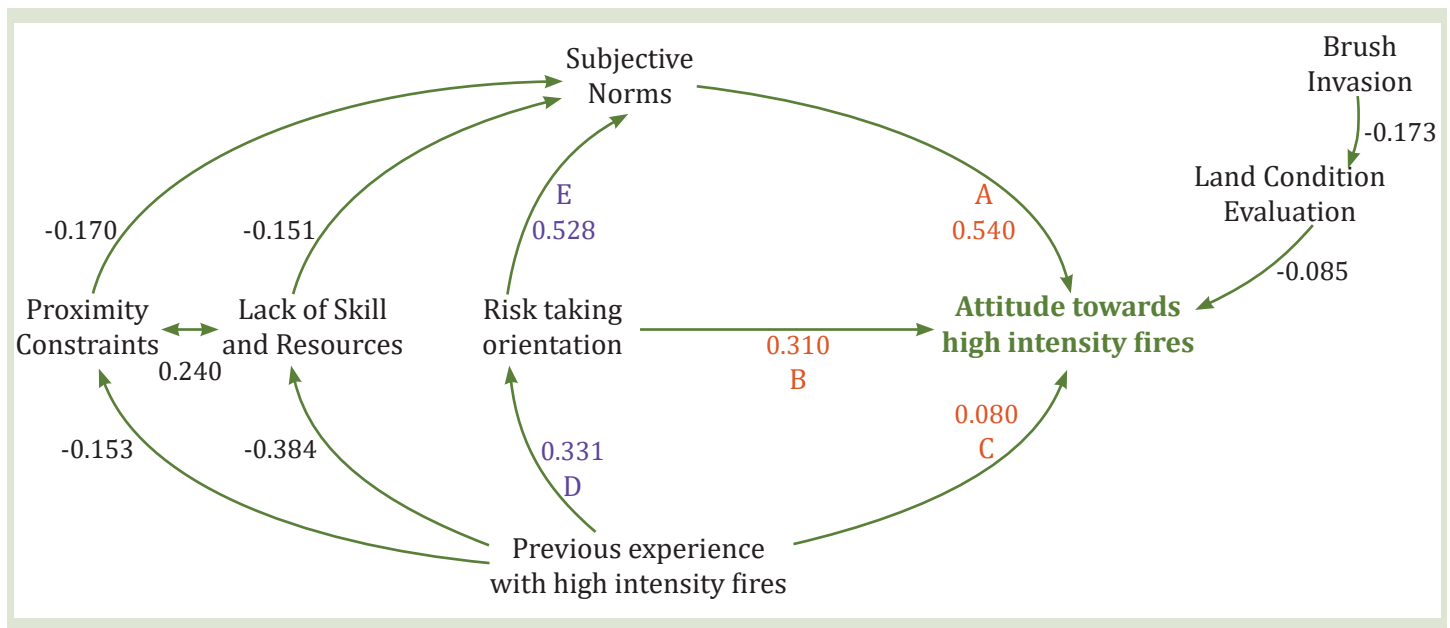 Subjective
Norms
Brush
Invasion
-0.173
Land Condition
Evaluation
-0.085
E
0.528
A
0.540
-0.170
-0.151
Proximity
Constraints
0.240
Lack of Skill
and Resources
Risk taking
orientation
0.310
B
Attitude towards
high intensity fires
-0.153
-0.384
0.331
D
0.080
C
Previous experience
with high intensity fires